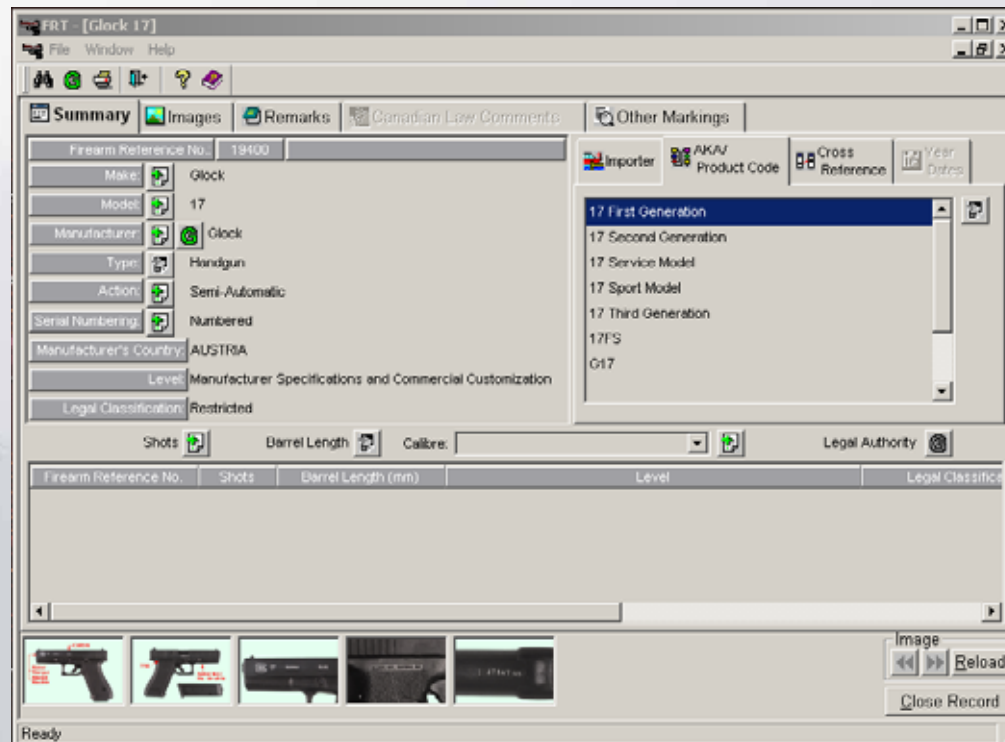 FRT - [Glock 17]
File Window Help
Summary Images Remarks Canadian Law Comments Other Markings
Firearm Reference No. 19400
Make: Glock
Model: 17
Manufacturer: Glock
Type: Handgun
Action: Semi-Automatic
Serial Numbering: Numbered
Manufacturer's Country: AUSTRIA
Level: Manufacturer Specifications and Commercial Customization
Legal Classification: Restricted
Importer AKA/ Product Code Cross Reference Year Dates
17 First Generation
17 Second Generation
17 Service Model
17 Sport Model
17 Third Generation
17FS
G17
Shots Barrel Length Calibre: Legal Authority
Firearm Reference No. Shots Barrel Length (mm) Level Legal Classifica
Image
Reload
Close Record
Ready